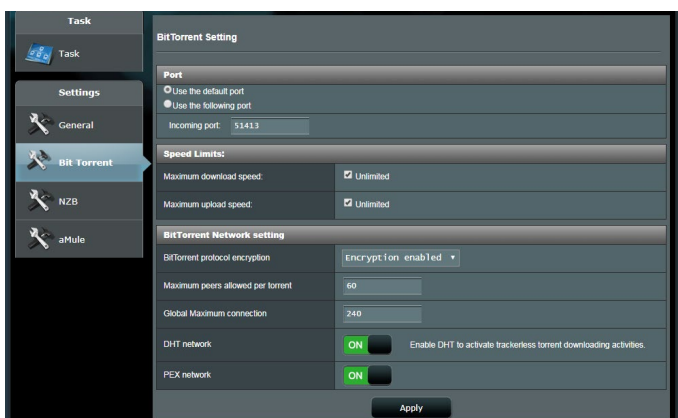 Task
Task
Settings
General
Bit Torrent
NZB
aMule
BitTorrent Setting
Port
Use the default port
Use the following port
Incoming port: 51413
Speed Limits:
Maximum download speed: Unlimited
Maximum upload speed: Unlimited
BitTorrent Network setting
BitTorrent protocol encryption Encryption enabled
Maximum peers allowed per torrent 60
Global Maximum connection 240
DHT network ON Enable DHT to activate trackerless torrent downloading activities.
PEX network ON
Apply